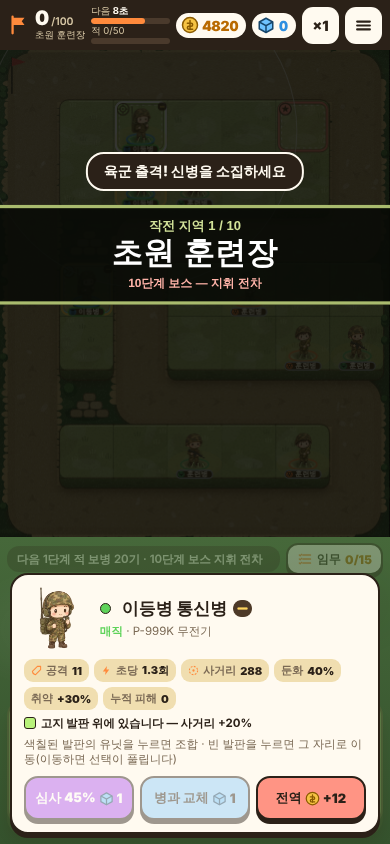 0 /100
초원 훈련장
다음 8초
적 0/50
4820
0
×1
육군 출격! 신병을 소집하세요
작전 지역 1 / 10
초원 훈련장
10단계 보스 — 지휘 전차
다음 1단계 적 보병 20기 · 10단계 보스 지휘 전차
임무 0/15
이등병 통신병
매직 · P-999K 무전기
공격 11
초당 1.3회
사거리 288
둔화 40%
취약 +30%
누적 피해 0
고지 발판 위에 있습니다 — 사거리 +20%
색칠된 발판의 유닛을 누르면 조합 · 빈 발판을 누르면 그 자리로 이
동(이동하면 선택이 풀립니다)
심사 45% 1
병과 교체 1
전역 +12